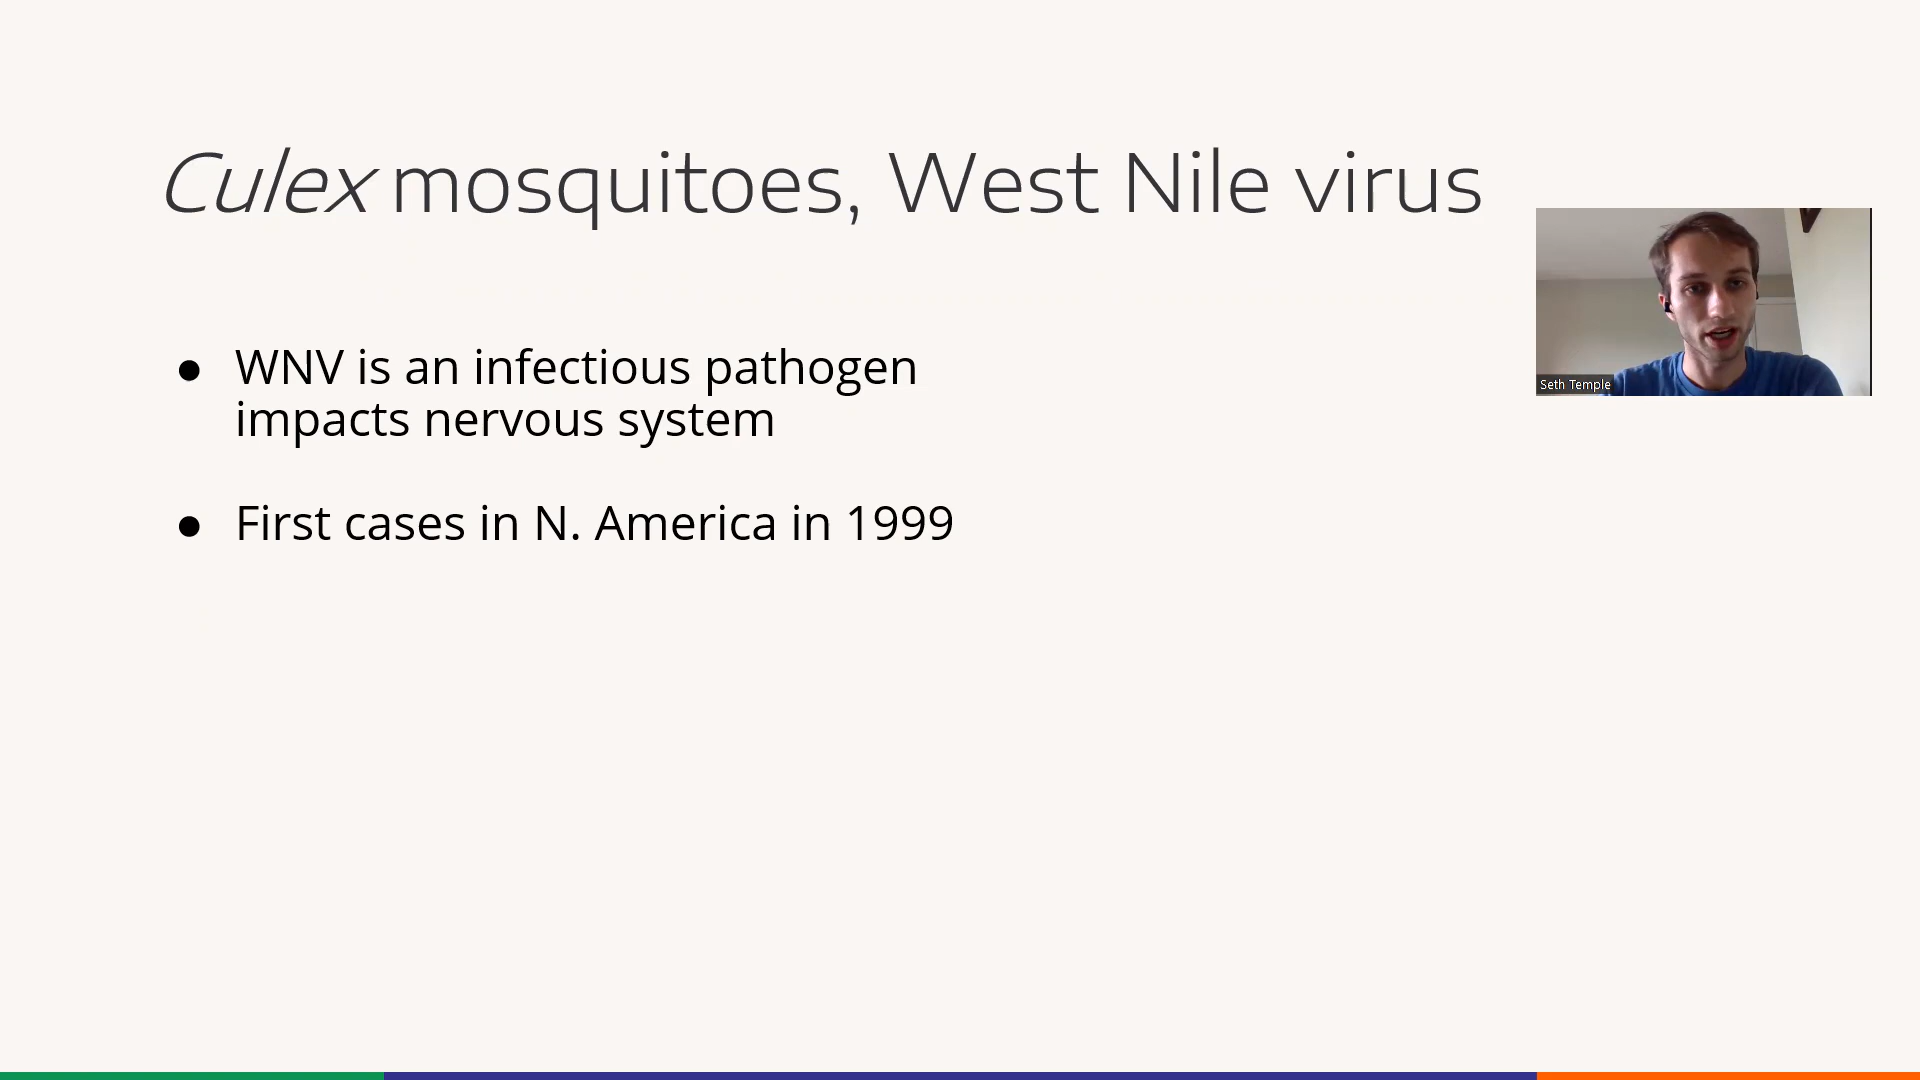 Culex mosquitoes, West Nile virus
● WNV is an infectious pathogen
impacts nervous system
● First cases in N. America in 1999
Seth Temple